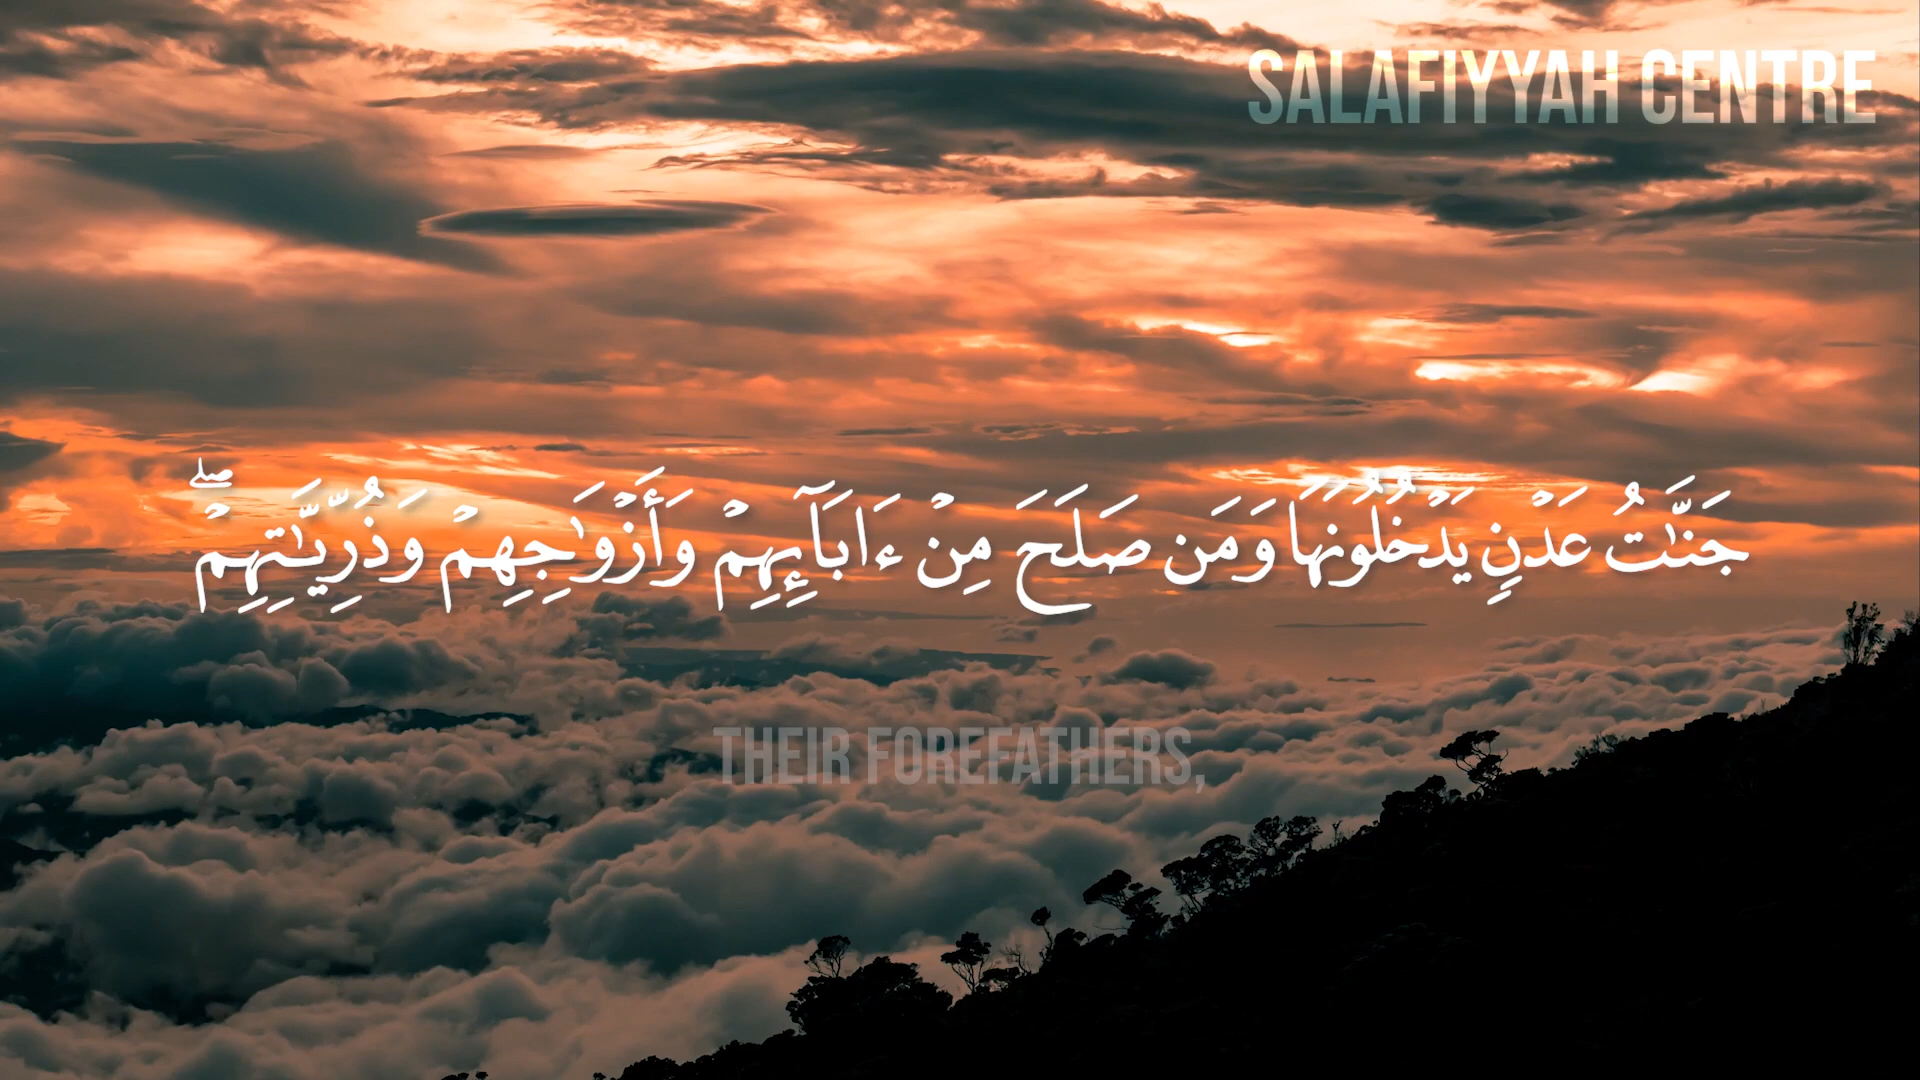 SALAFIYYAH CENTRE
جَنَّٰتُ عَدْنٍ يَدْخُلُونَهَا وَمَن صَلَحَ مِنْ ءَابَآئِهِمْ وَأَزْوَٰجِهِمْ وَذُرِّيَّٰتِهِمْ ۖ
THEIR FOREFATHERS,